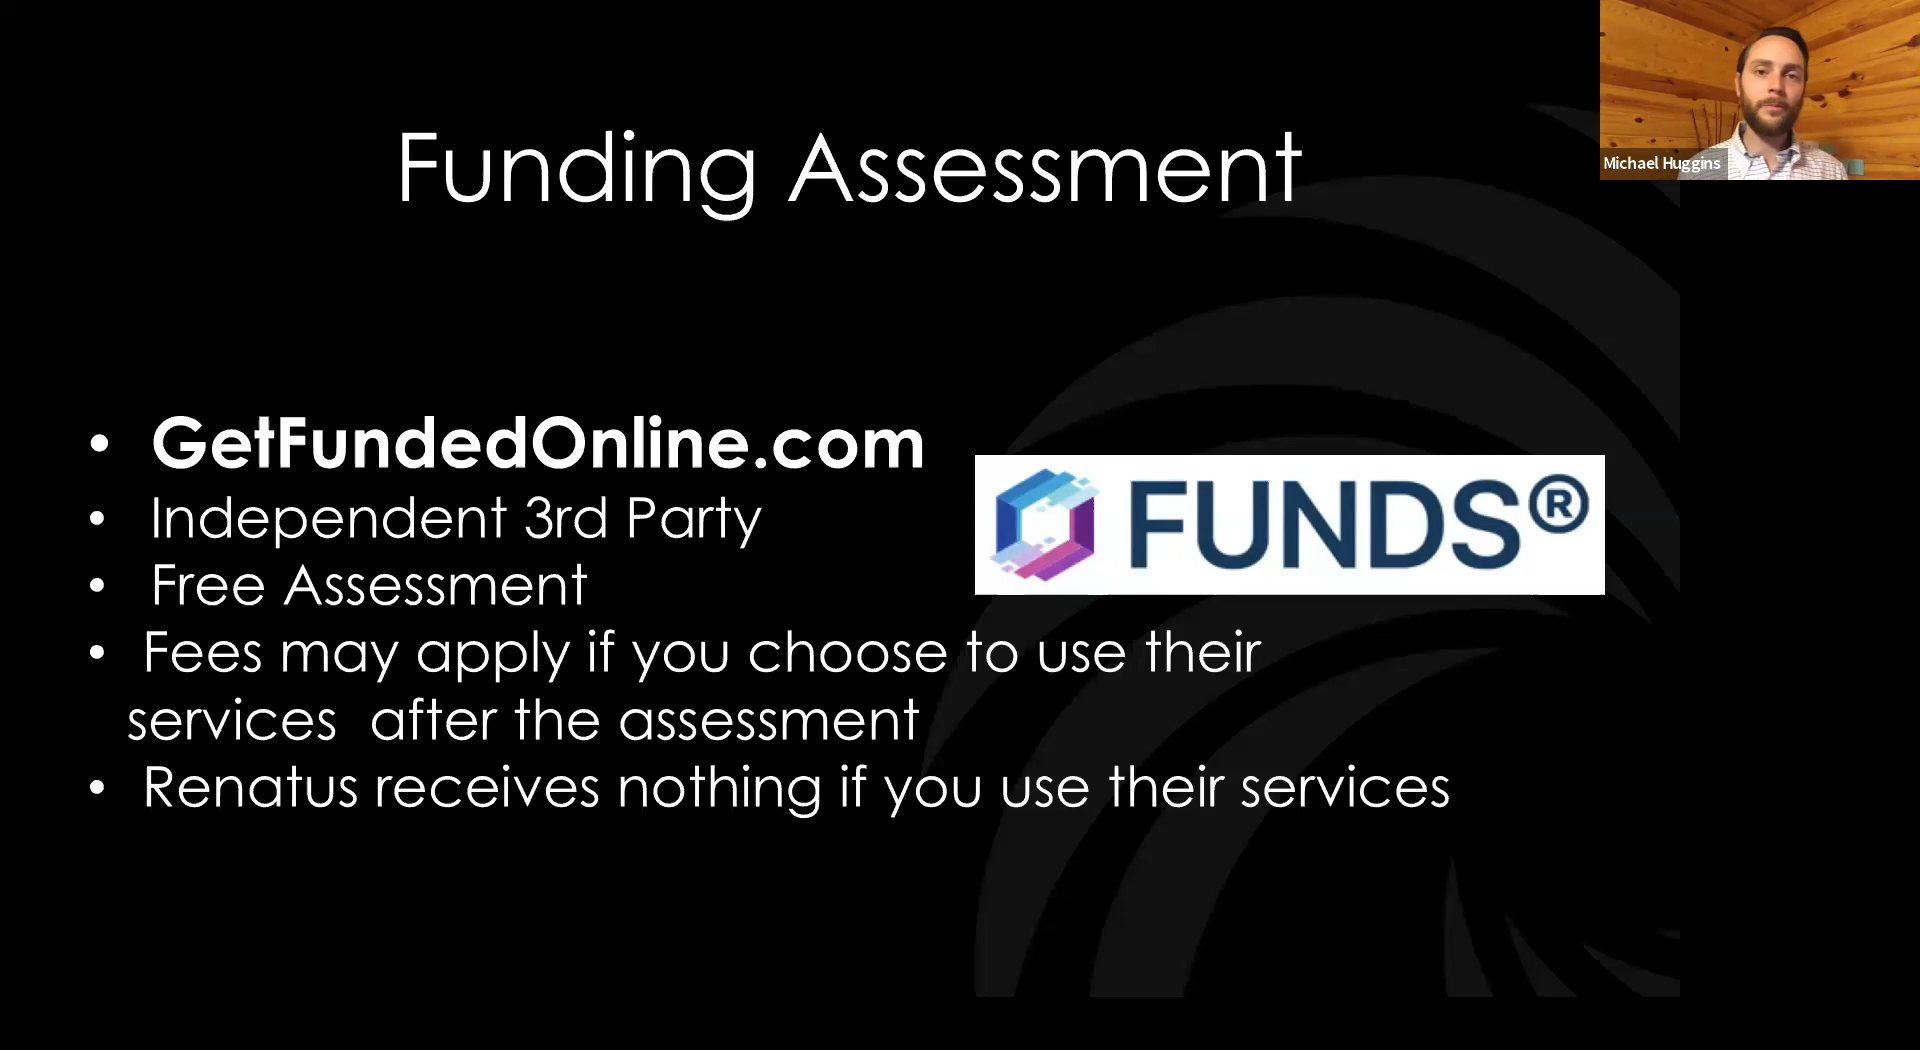 Michael Huggins
Funding Assessment
• GetFundedOnline.com
• Independent 3rd Party
• Free Assessment
• Fees may apply if you choose to use their
services after the assessment
• Renatus receives nothing if you use their services
FUNDS®